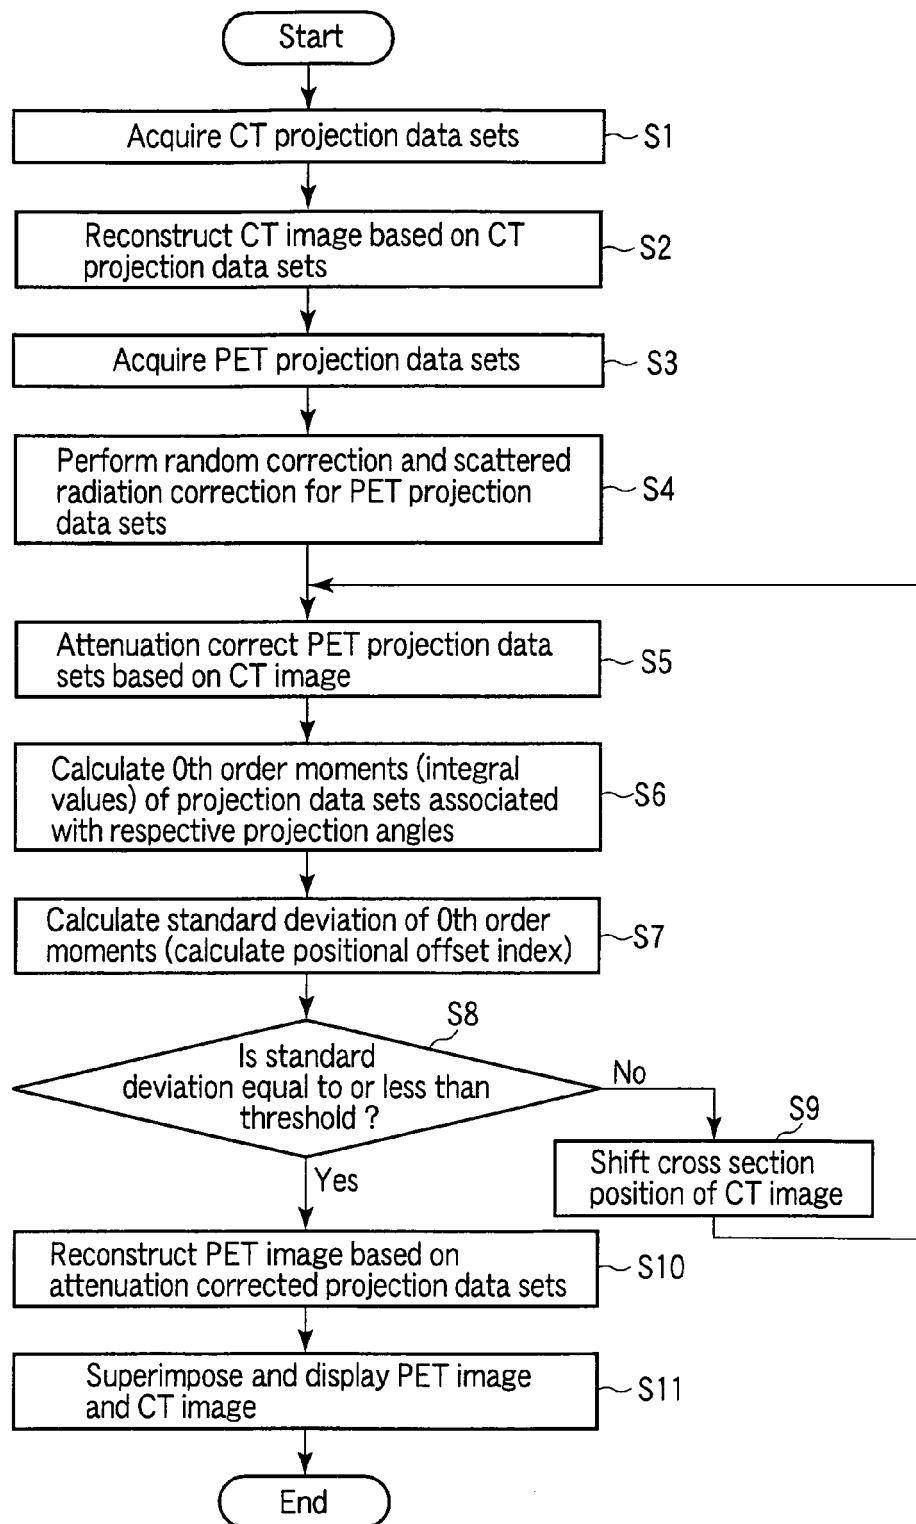 Start
Acquire CT projection data sets
S1
Reconstruct CT image based on CT
projection data sets
S2
Acquire PET projection data sets
S3
Perform random correction and scattered
radiation correction for PET projection
data sets
S4
Attenuation correct PET projection data
sets based on CT image
S5
Calculate 0th order moments (integral
values) of projection data sets associated
with respective projection angles
S6
Calculate standard deviation of 0th order
moments (calculate positional offset index)
S7
S8
Is standard
deviation equal to or less than
threshold ?
No
Yes
S9
Shift cross section
position of CT image
Reconstruct PET image based on
attenuation corrected projection data sets
S10
Superimpose and display PET image
and CT image
S11
End